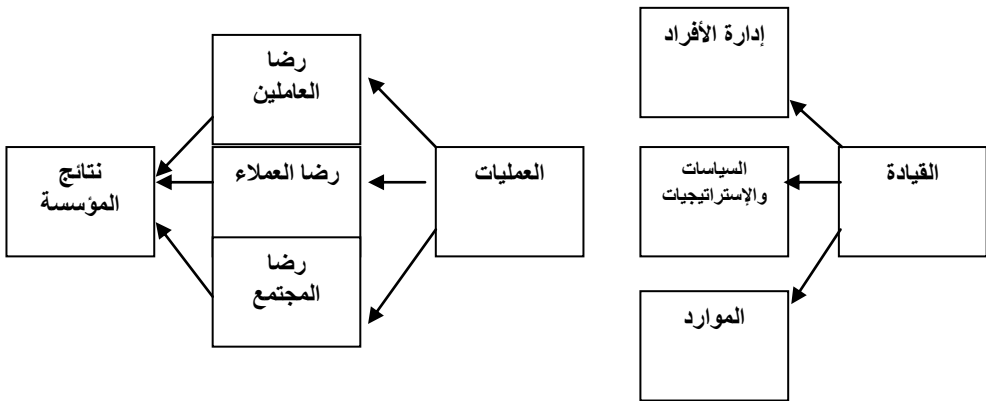 القيادة
إدارة الأفراد
السياسات
والإستراتيجيات
الموارد
العمليات
رضا
العاملين
رضا العملاء
رضا
المجتمع
نتائج
المؤسسة